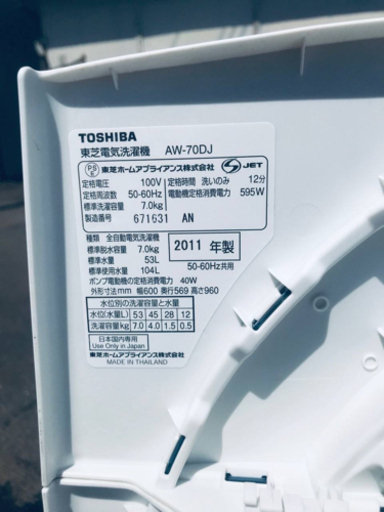 TOSHIBA
東芝電気洗濯機 AW-70DJ
PS E 東芝ホームアプライアンス株式会社 S JET
定格電圧 100V 定格時間 洗いのみ 12分
定格周波数 50-60Hz 電動機定格消費電力 595W
標準洗濯容量 7.0kg
製造番号 671631 AN
種類 全自動電気洗濯機
標準脱水容量 7.0kg 2011 年製
標準水量 53L
標準使用水量 104L 50-60Hz共用
ポンプ電動機の定格消費電力 40W
外形寸法mm 幅600 奥行569 高さ960
水位別の洗濯容量と水量
水位(水量L) 53 45 28 12
洗濯容量kg 7.0 4.0 1.5 0.5
日本国内専用
Use Only in Japan
東芝ホームアプライアンス株式会社
MADE IN THAILAND